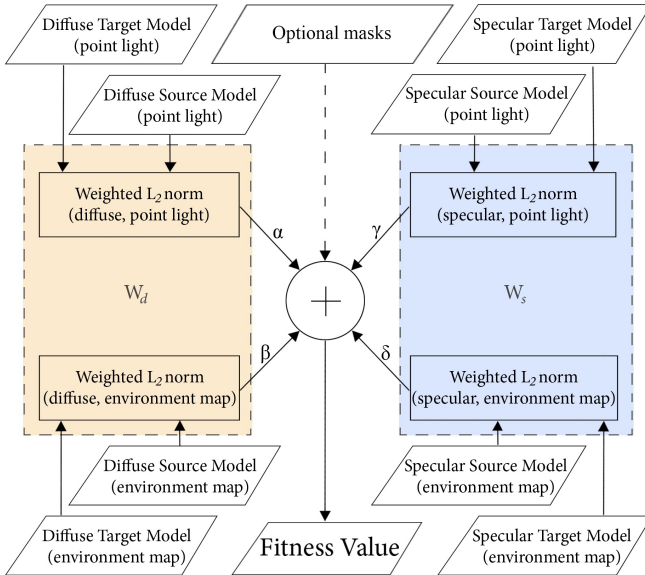 Diffuse Target Model
(point light)
Optional masks
Specular Target Model
(point light)
Diffuse Source Model
(point light)
Specular Source Model
(point light)
Weighted L2 norm
(diffuse, point light)
Weighted L2 norm
(specular, point light)
α
γ
Wd
+
Ws
β
δ
Weighted L2 norm
(diffuse, environment map)
Weighted L2 norm
(specular, environment map)
Diffuse Source Model
(environment map)
Specular Source Model
(environment map)
Diffuse Target Model
(environment map)
Fitness Value
Specular Target Model
(environment map)